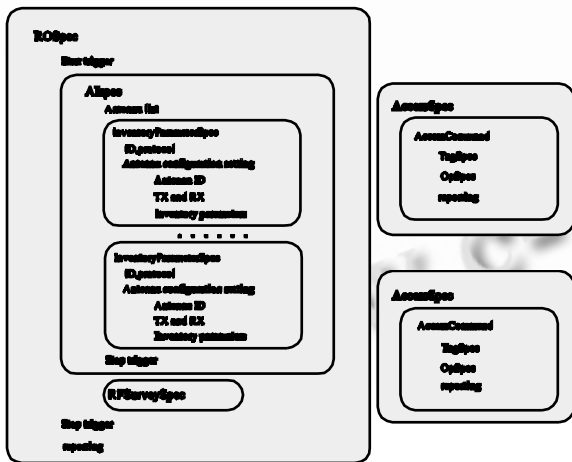 ROSpec
Start trigger
AIspec
Antenna list
InventoryParameterSpec
ID,protocol
Antenna configuration setting
Antenna ID
TX and RX
Inventory parameters
......
InventoryParameterSpec
ID,protocol
Antenna configuration setting
Antenna ID
TX and RX
Inventory parameters
Stop trigger
RFSurveySpec
Stop trigger
reporting
AccessSpec
AccessCommand
TagSpec
OpSpec
reporting
AccessSpec
AccessCommand
TagSpec
OpSpec
reporting